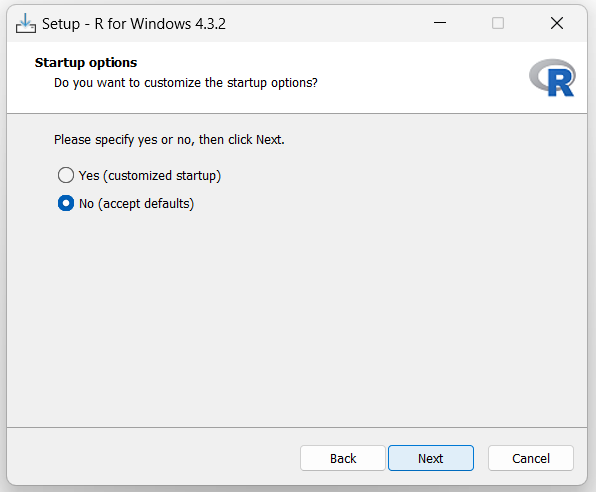 Setup - R for Windows 4.3.2
Startup options
Do you want to customize the startup options?
R
Please specify yes or no, then click Next.
Yes (customized startup)
No (accept defaults)
Back
Next
Cancel